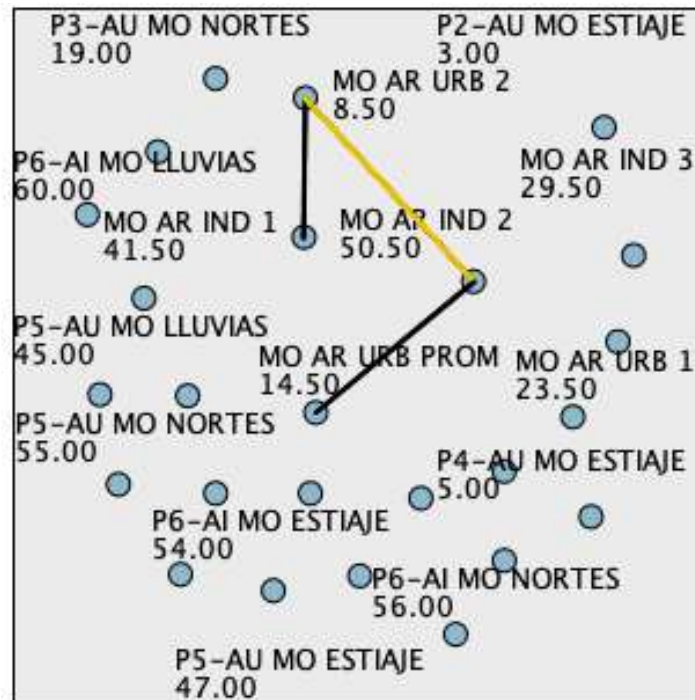 P3-AU MO NORTES
19.00
P2-AU MO ESTIAJE
3.00
MO AR URB 2
8.50
P6-AI MO LLUVIAS
60.00
MO AR IND 3
29.50
MO AR IND 1
41.50
MO AR IND 2
50.50
P5-AU MO LLUVIAS
45.00
MO AR URB PROM
14.50
MO AR URB 1
23.50
P5-AU MO NORTES
55.00
P4-AU MO ESTIAJE
5.00
P6-AI MO ESTIAJE
54.00
P6-AI MO NORTES
56.00
P5-AU MO ESTIAJE
47.00